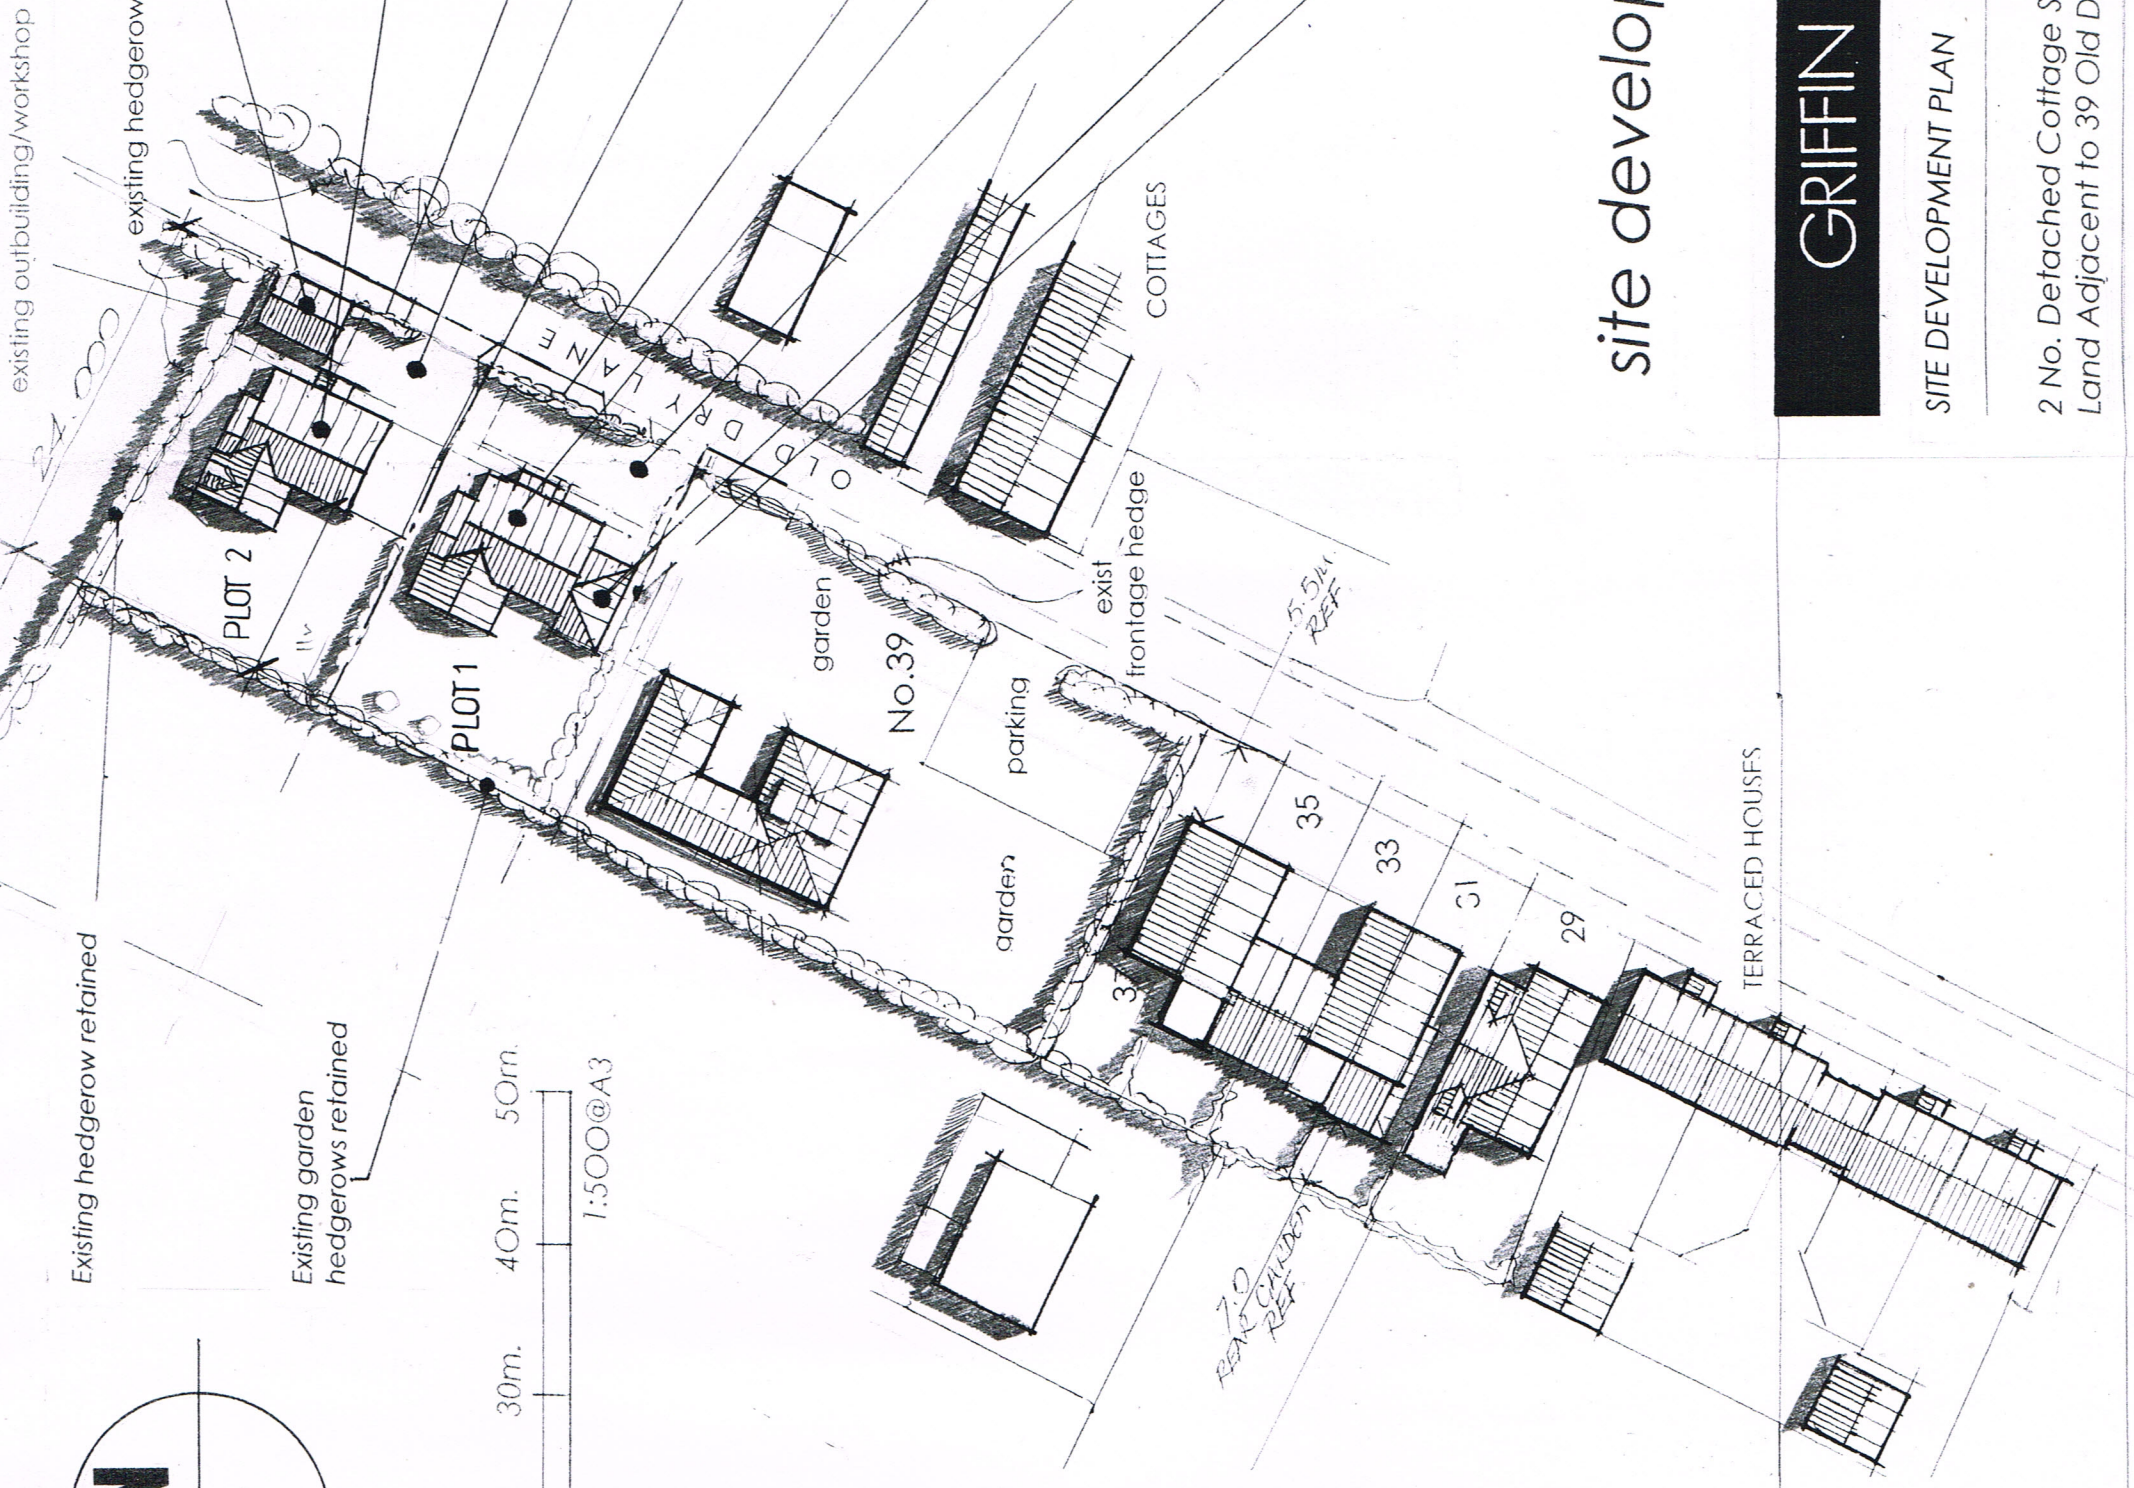 existing outbuilding/workshop
existing hedgerow
24.000
PLOT 2
PLOT 1
OLD DRY LANE
COTTAGES
garden
No.39
parking
garden
exist
frontage hedge
5.5m
REF
35
33
31
29
TERRACED HOUSES
7.0
REAR GARDEN
REF
Existing hedgerow retained
Existing garden
hedgerows retained
30m.
40m.
50m.
1:500@A3
GRIFFIN
SITE DEVELOPMENT PLAN
2 No. Detached Cottage
Land Adjacent to 39 Old